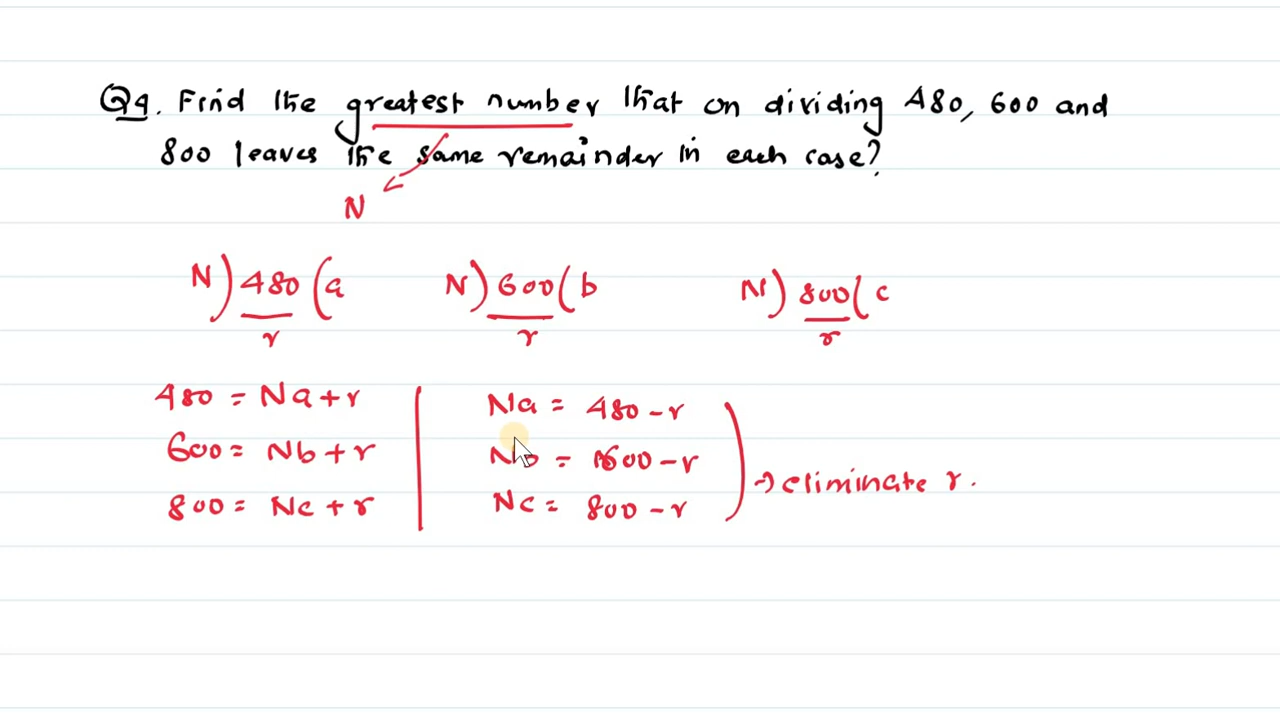 Q9. Find the greatest number that on dividing 480, 600 and
800 leaves the same remainder in each case?
N
N) 480 (a N) 600 (b N) 800 (c
r r r
480 = Na + r Na = 480 - r
600 = Nb + r Nb = 600 - r → eliminate r.
800 = Nc + r Nc = 800 - r